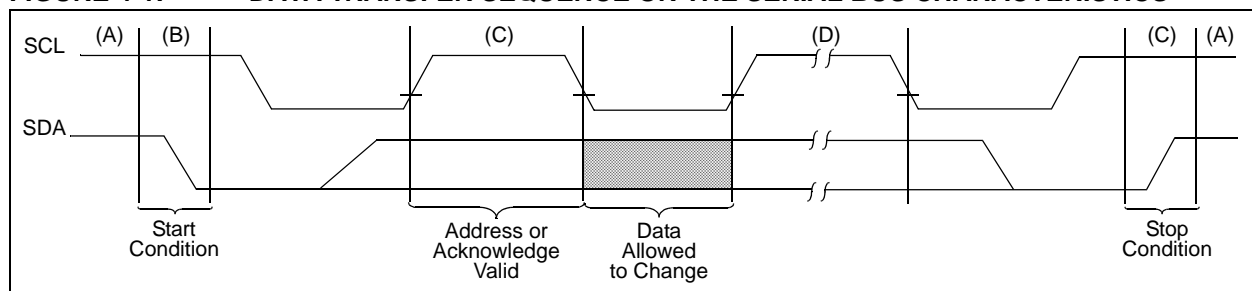 FIGURE 4-1: DATA TRANSFER SEQUENCE ON THE SERIAL BUS CHARACTERISTICS
(A) (B) (C) (D) (C) (A)
SCL
SDA
Start
Condition
Address or
Acknowledge
Valid
Data
Allowed
to Change
Stop
Condition